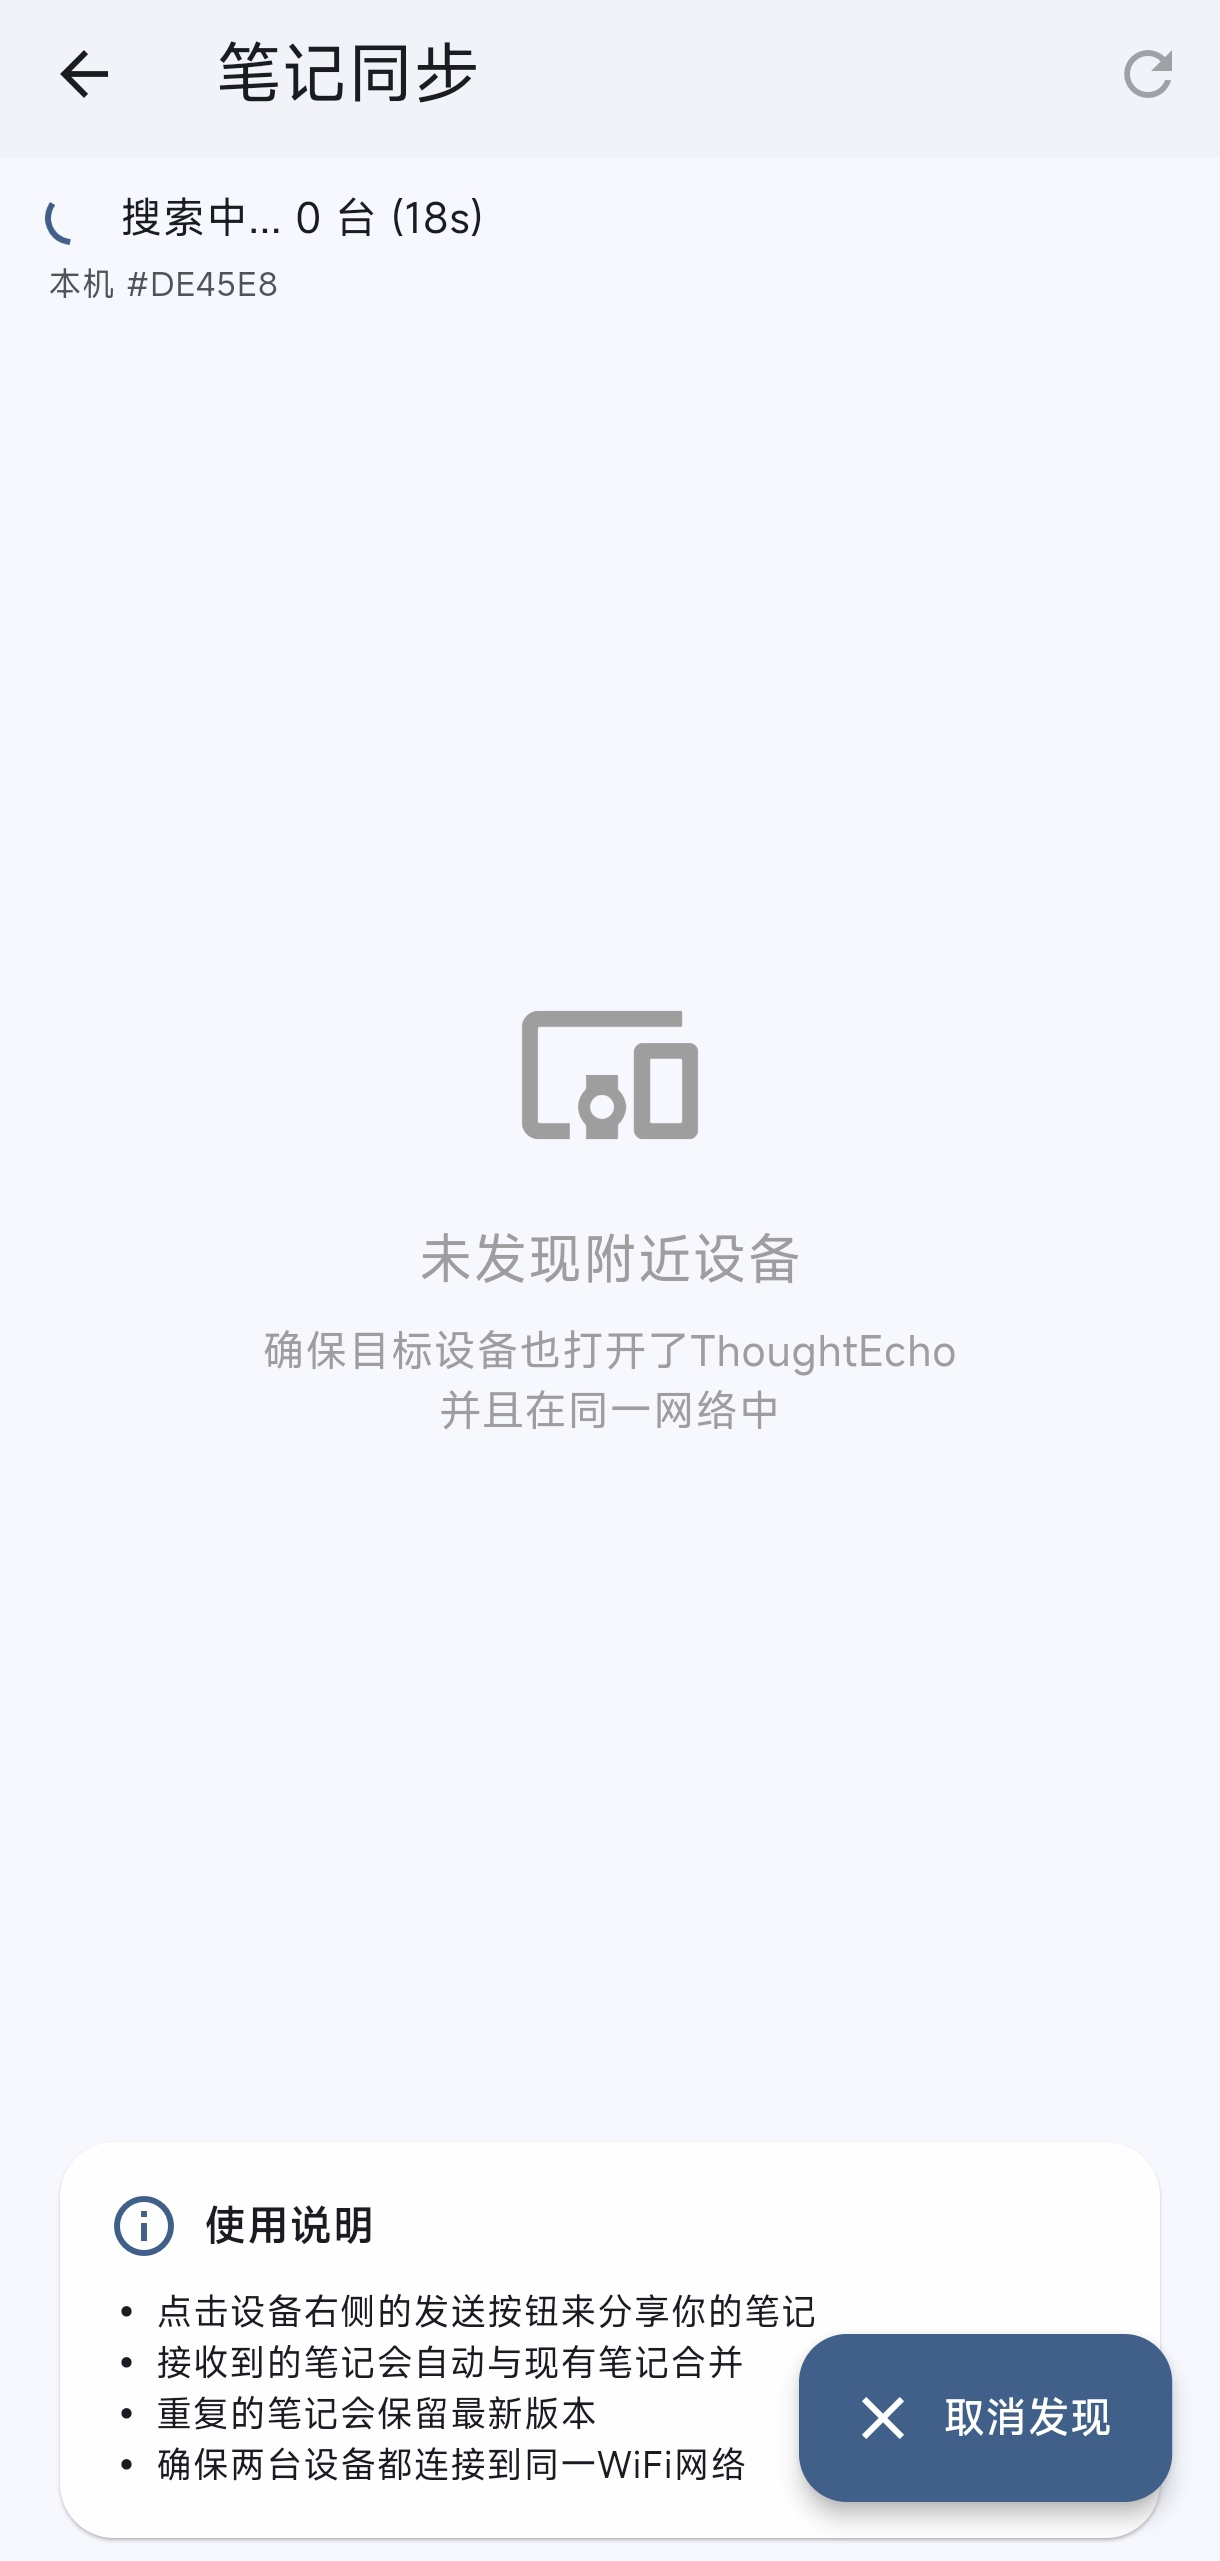 笔记同步
搜索中... 0 台 (18s)
本机 #DE45E8
未发现附近设备
确保目标设备也打开了ThoughtEcho
并且在同一网络中
使用说明
• 点击设备右侧的发送按钮来分享你的笔记
• 接收到的笔记会自动与现有笔记合并
• 重复的笔记会保留最新版本
• 确保两台设备都连接到同一WiFi网络
取消发现